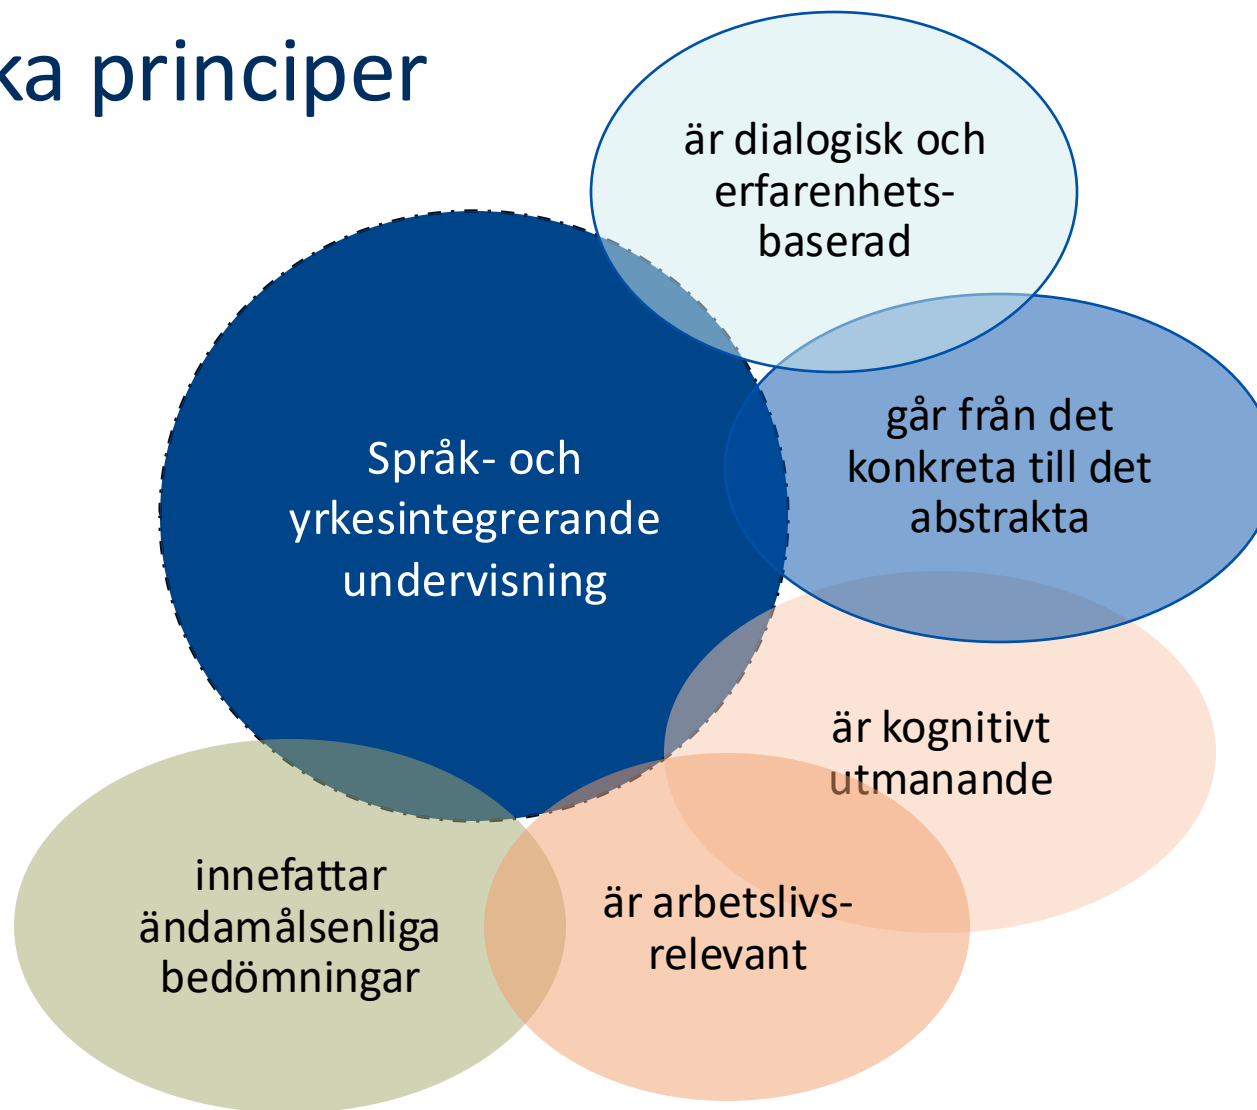 ka principer
är dialogisk och
erfarenhets-
baserad
går från det
konkreta till det
abstrakta
Språk- och
yrkesintegrerande
undervisning
är kognitivt
utmanande
är arbetslivs-
relevant
innefattar
ändamålsenliga
bedömningar